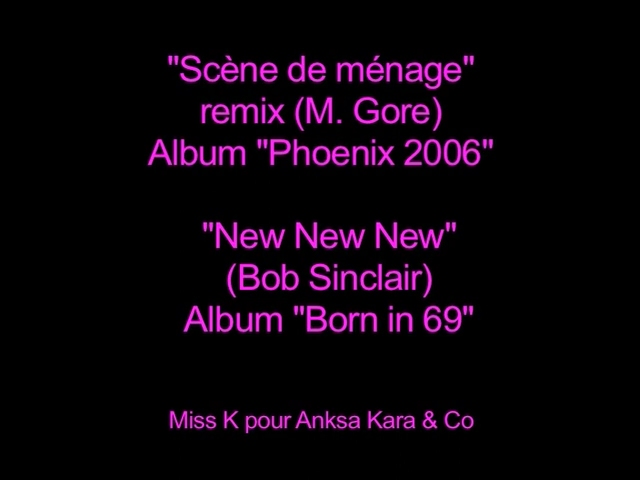 "Scène de ménage"
remix (M. Gore)
Album "Phoenix 2006"
"New New New"
(Bob Sinclair)
Album "Born in 69"
Miss K pour Anksa Kara & Co